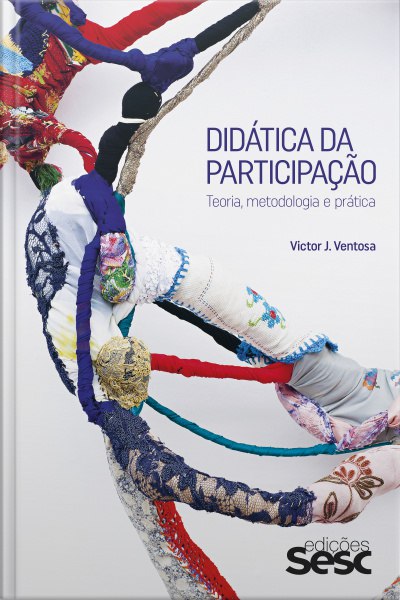 DIDÁTICA DA
PARTICIPAÇÃO
Teoria, metodologia e prática
Victor J. Ventosa
edições
Sesc